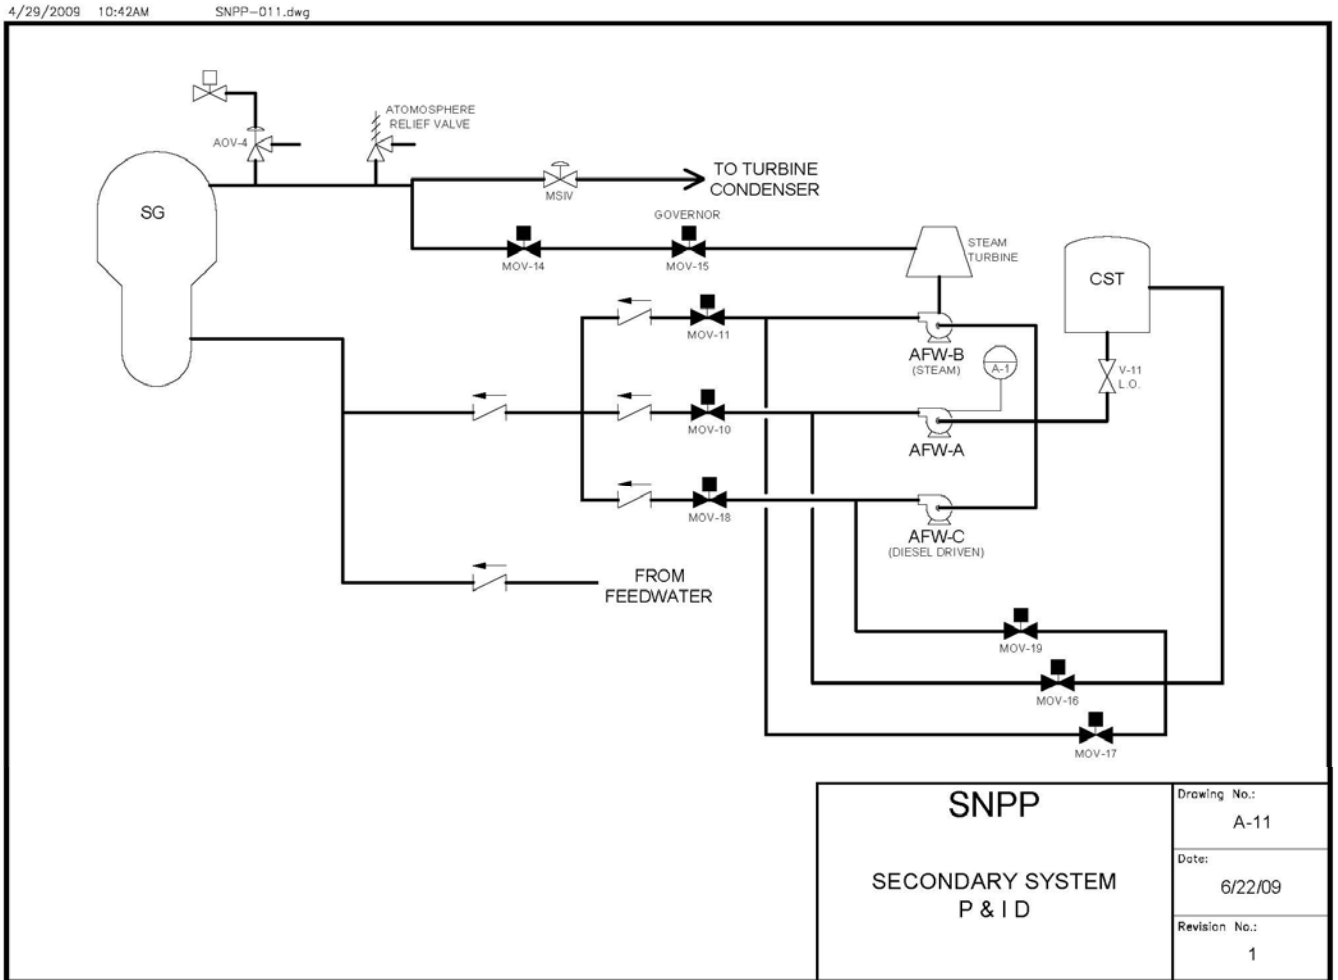 4/29/2009 10:42AM SNPP-011.dwg
ATOMOSPHERE
RELIEF VALVE
AOV-4
TO TURBINE
CONDENSER
MSIV
SG
GOVERNOR
MOV-14
MOV-15
STEAM
TURBINE
CST
MOV-11
AFW-B
(STEAM)
A-1
V-11
L.O.
MOV-10
AFW-A
MOV-18
AFW-C
(DIESEL DRIVEN)
FROM
FEEDWATER
MOV-19
MOV-16
MOV-17
SNPP
SECONDARY SYSTEM
P & I D
Drawing No.:
A-11
Date:
6/22/09
Revision No.:
1